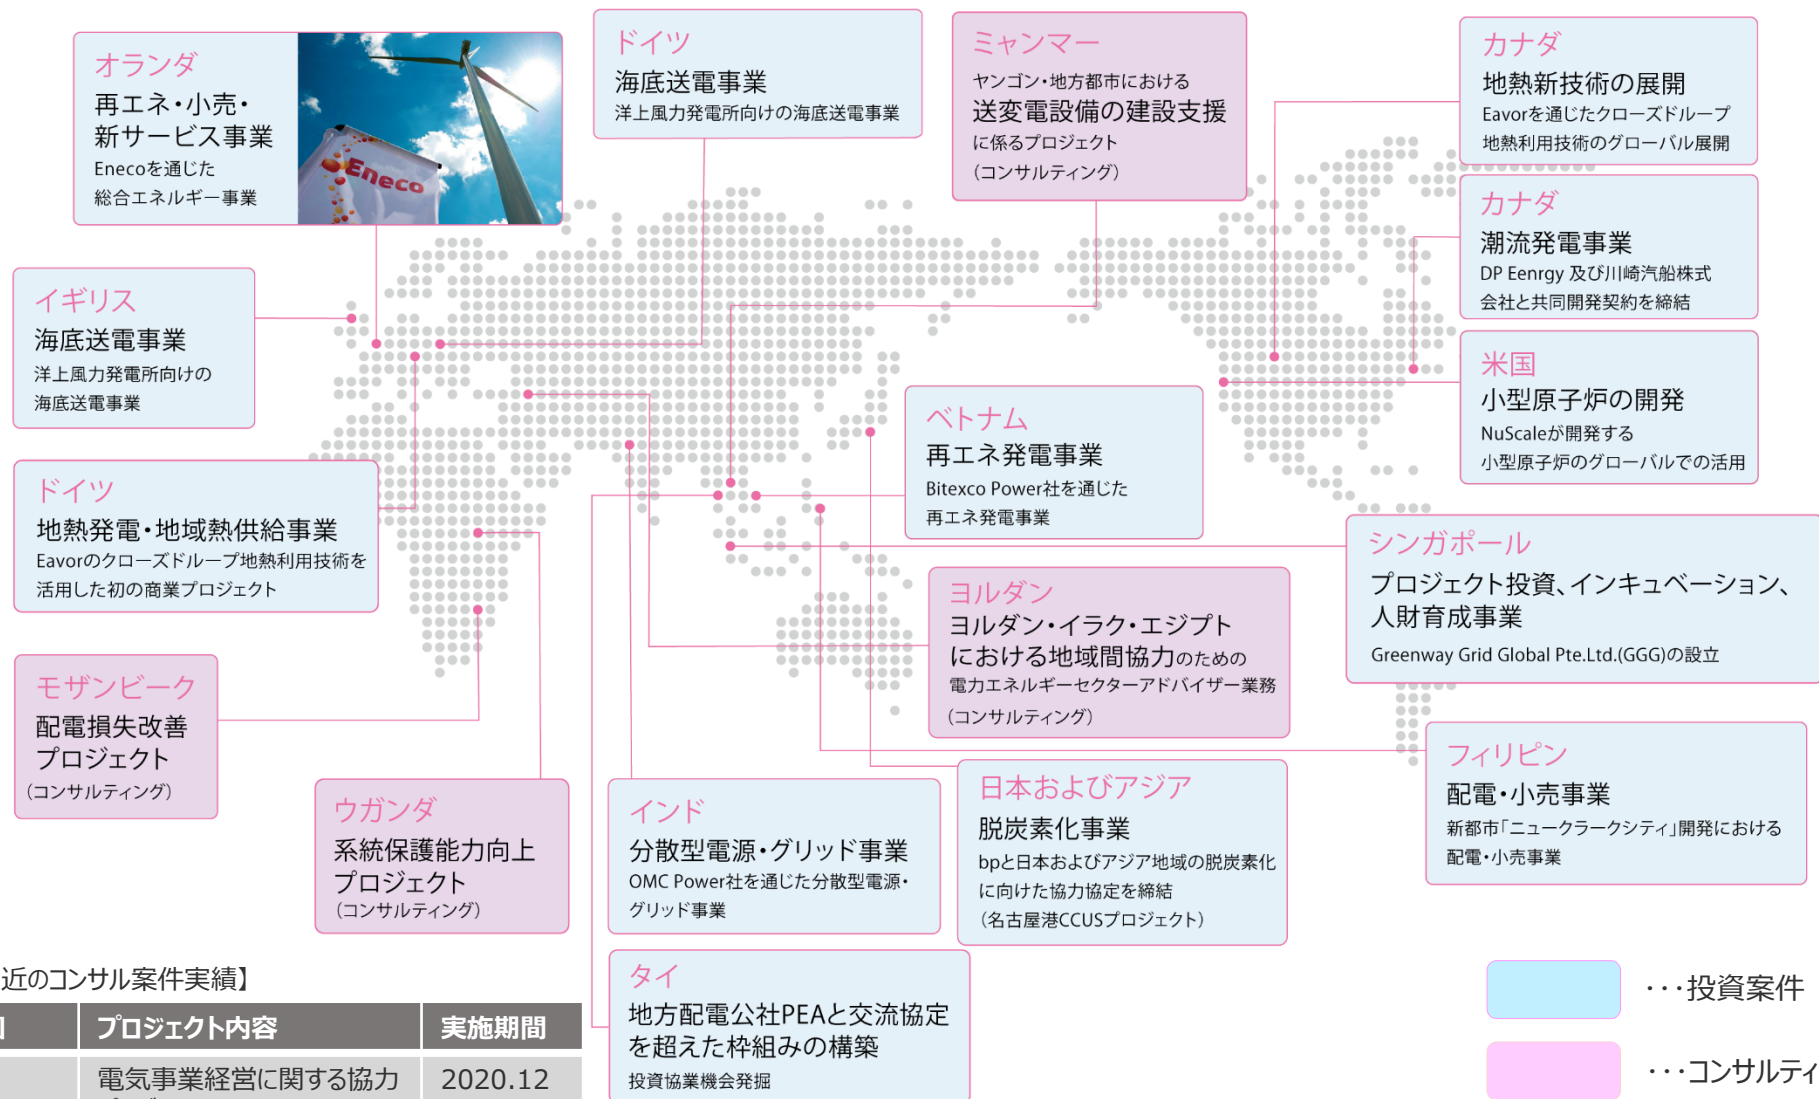 オランダ
再エネ・小売・
新サービス事業
Enecoを通じた
総合エネルギー事業
Eneco
ドイツ
海底送電事業
洋上風力発電所向けの海底送電事業
ミャンマー
ヤンゴン・地方都市における
送変電設備の建設支援
に係るプロジェクト
（コンサルティング）
カナダ
地熱新技術の展開
Eavorを通じたクローズドループ
地熱利用技術のグローバル展開
カナダ
潮流発電事業
DP Eenrgy 及び川崎汽船株式
会社と共同開発契約を締結
イギリス
海底送電事業
洋上風力発電所向けの
海底送電事業
米国
小型原子炉の開発
NuScaleが開発する
小型原子炉のグローバルでの活用
ベトナム
再エネ発電事業
Bitexco Power社を通じた
再エネ発電事業
ドイツ
地熱発電・地域熱供給事業
Eavorのクローズドループ地熱利用技術を
活用した初の商業プロジェクト
シンガポール
プロジェクト投資、インキュベーション、
人財育成事業
Greenway Grid Global Pte.Ltd.(GGG)の設立
ヨルダン
ヨルダン・イラク・エジプト
における地域間協力のための
電力エネルギーセクターアドバイザー業務
（コンサルティング）
モザンビーク
配電損失改善
プロジェクト
（コンサルティング）
フィリピン
配電・小売事業
新都市「ニュークラークシティ」開発における
配電・小売事業
ウガンダ
系統保護能力向上
プロジェクト
（コンサルティング）
インド
分散型電源・グリッド事業
OMC Power社を通じた分散型電源・
グリッド事業
日本およびアジア
脱炭素化事業
bpと日本およびアジア地域の脱炭素化
に向けた協力協定を締結
（名古屋港CCUSプロジェクト）
タイ
地方配電公社PEAと交流協定
を超えた枠組みの構築
投資協業機会発掘
近のコンサル案件実績】
プロジェクト内容 実施期間
電気事業経営に関する協力 2020.12
・・・投資案件
・・・コンサルティ